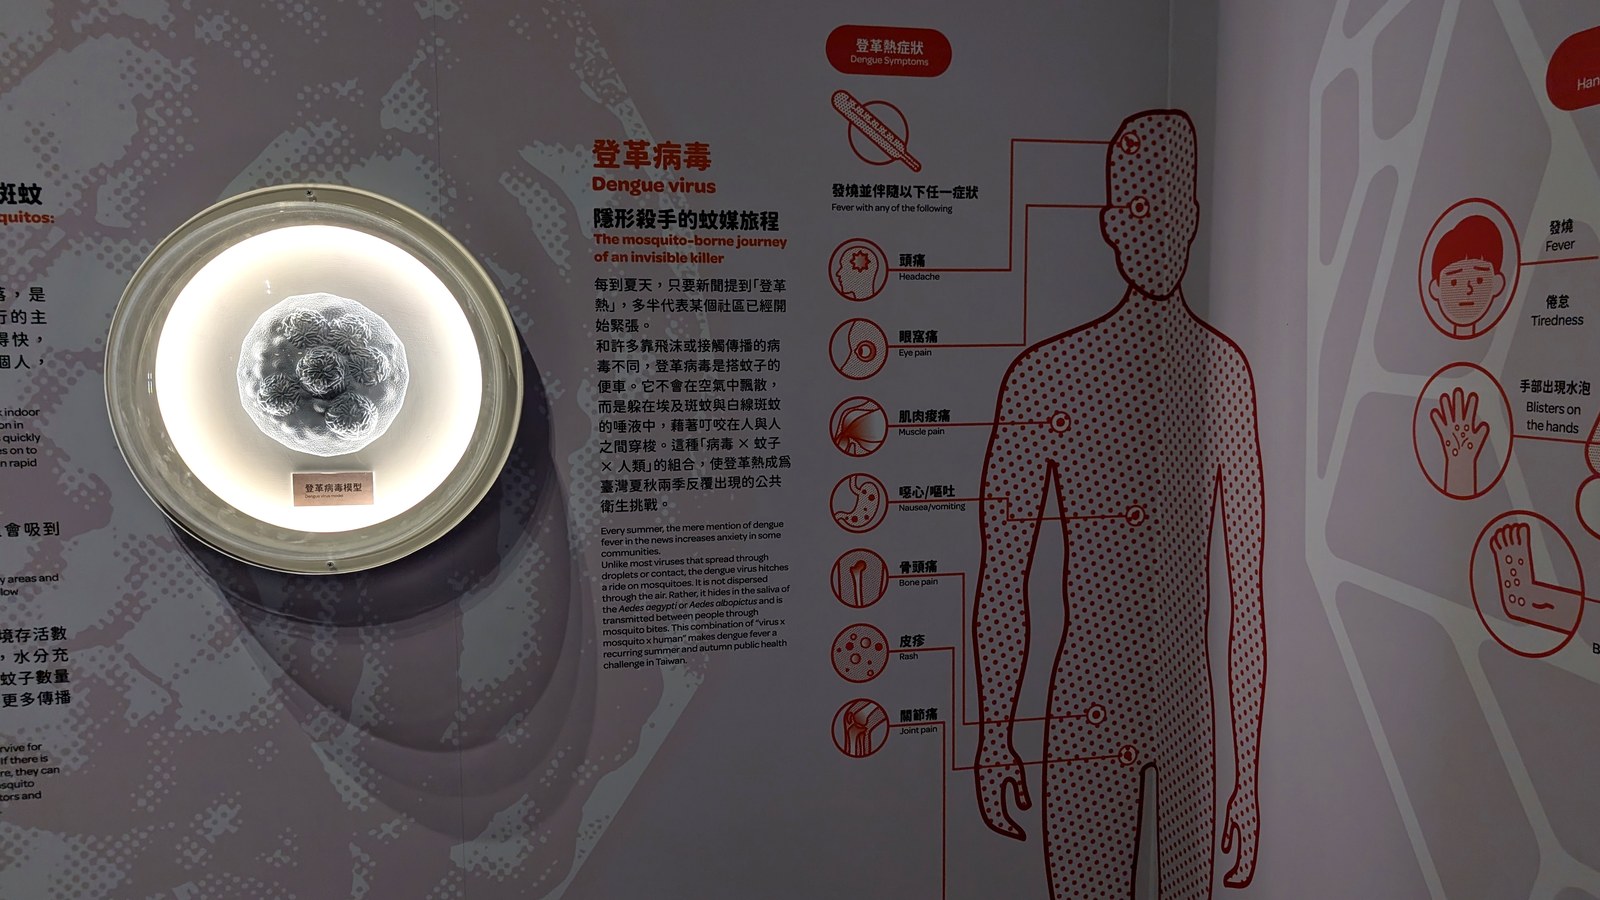 斑蚊
quitos:
落，是
行的主
得快，
個人，
indoor
on in
quickly
es on to
n rapid
會吸到
y areas and
low
境存活數
，水分充
蚊子數量
更多傳播
rvive for
If there is
re, they can
squito
tors and
登革病毒模型
Dengue virus model
登革病毒
Dengue virus
隱形殺手的蚊媒旅程
The mosquito-borne journey
of an invisible killer
每到夏天，只要新聞提到「登革
熱」，多半代表某個社區已經開
始緊張。
和許多靠飛沫或接觸傳播的病
毒不同，登革病毒是搭蚊子的
便車。它不會在空氣中飄散，
而是躲在埃及斑蚊與白線斑蚊
的唾液中，藉著叮咬在人與人
之間穿梭。這種「病毒 × 蚊子
× 人類」的組合，使登革熱成為
臺灣夏秋兩季反覆出現的公共
衛生挑戰。
Every summer, the mere mention of dengue
fever in the news increases anxiety in some
communities.
Unlike most viruses that spread through
droplets or contact, the dengue virus hitches
a ride on mosquitoes. It is not dispersed
through the air. Rather, it hides in the saliva of
the Aedes aegypti or Aedes albopictus and is
transmitted between people through
mosquito bites. This combination of "virus x
mosquito x human" makes dengue fever a
recurring summer and autumn public health
challenge in Taiwan.
登革熱症狀
Dengue Symptoms
發燒並伴隨以下任一症狀
Fever with any of the following
頭痛
Headache
眼窩痛
Eye pain
肌肉痠痛
Muscle pain
噁心/嘔吐
Nausea/vomiting
骨頭痛
Bone pain
皮疹
Rash
關節痛
Joint pain
Han
發燒
Fever
倦怠
Tiredness
手部出現水泡
Blisters on
the hands
B